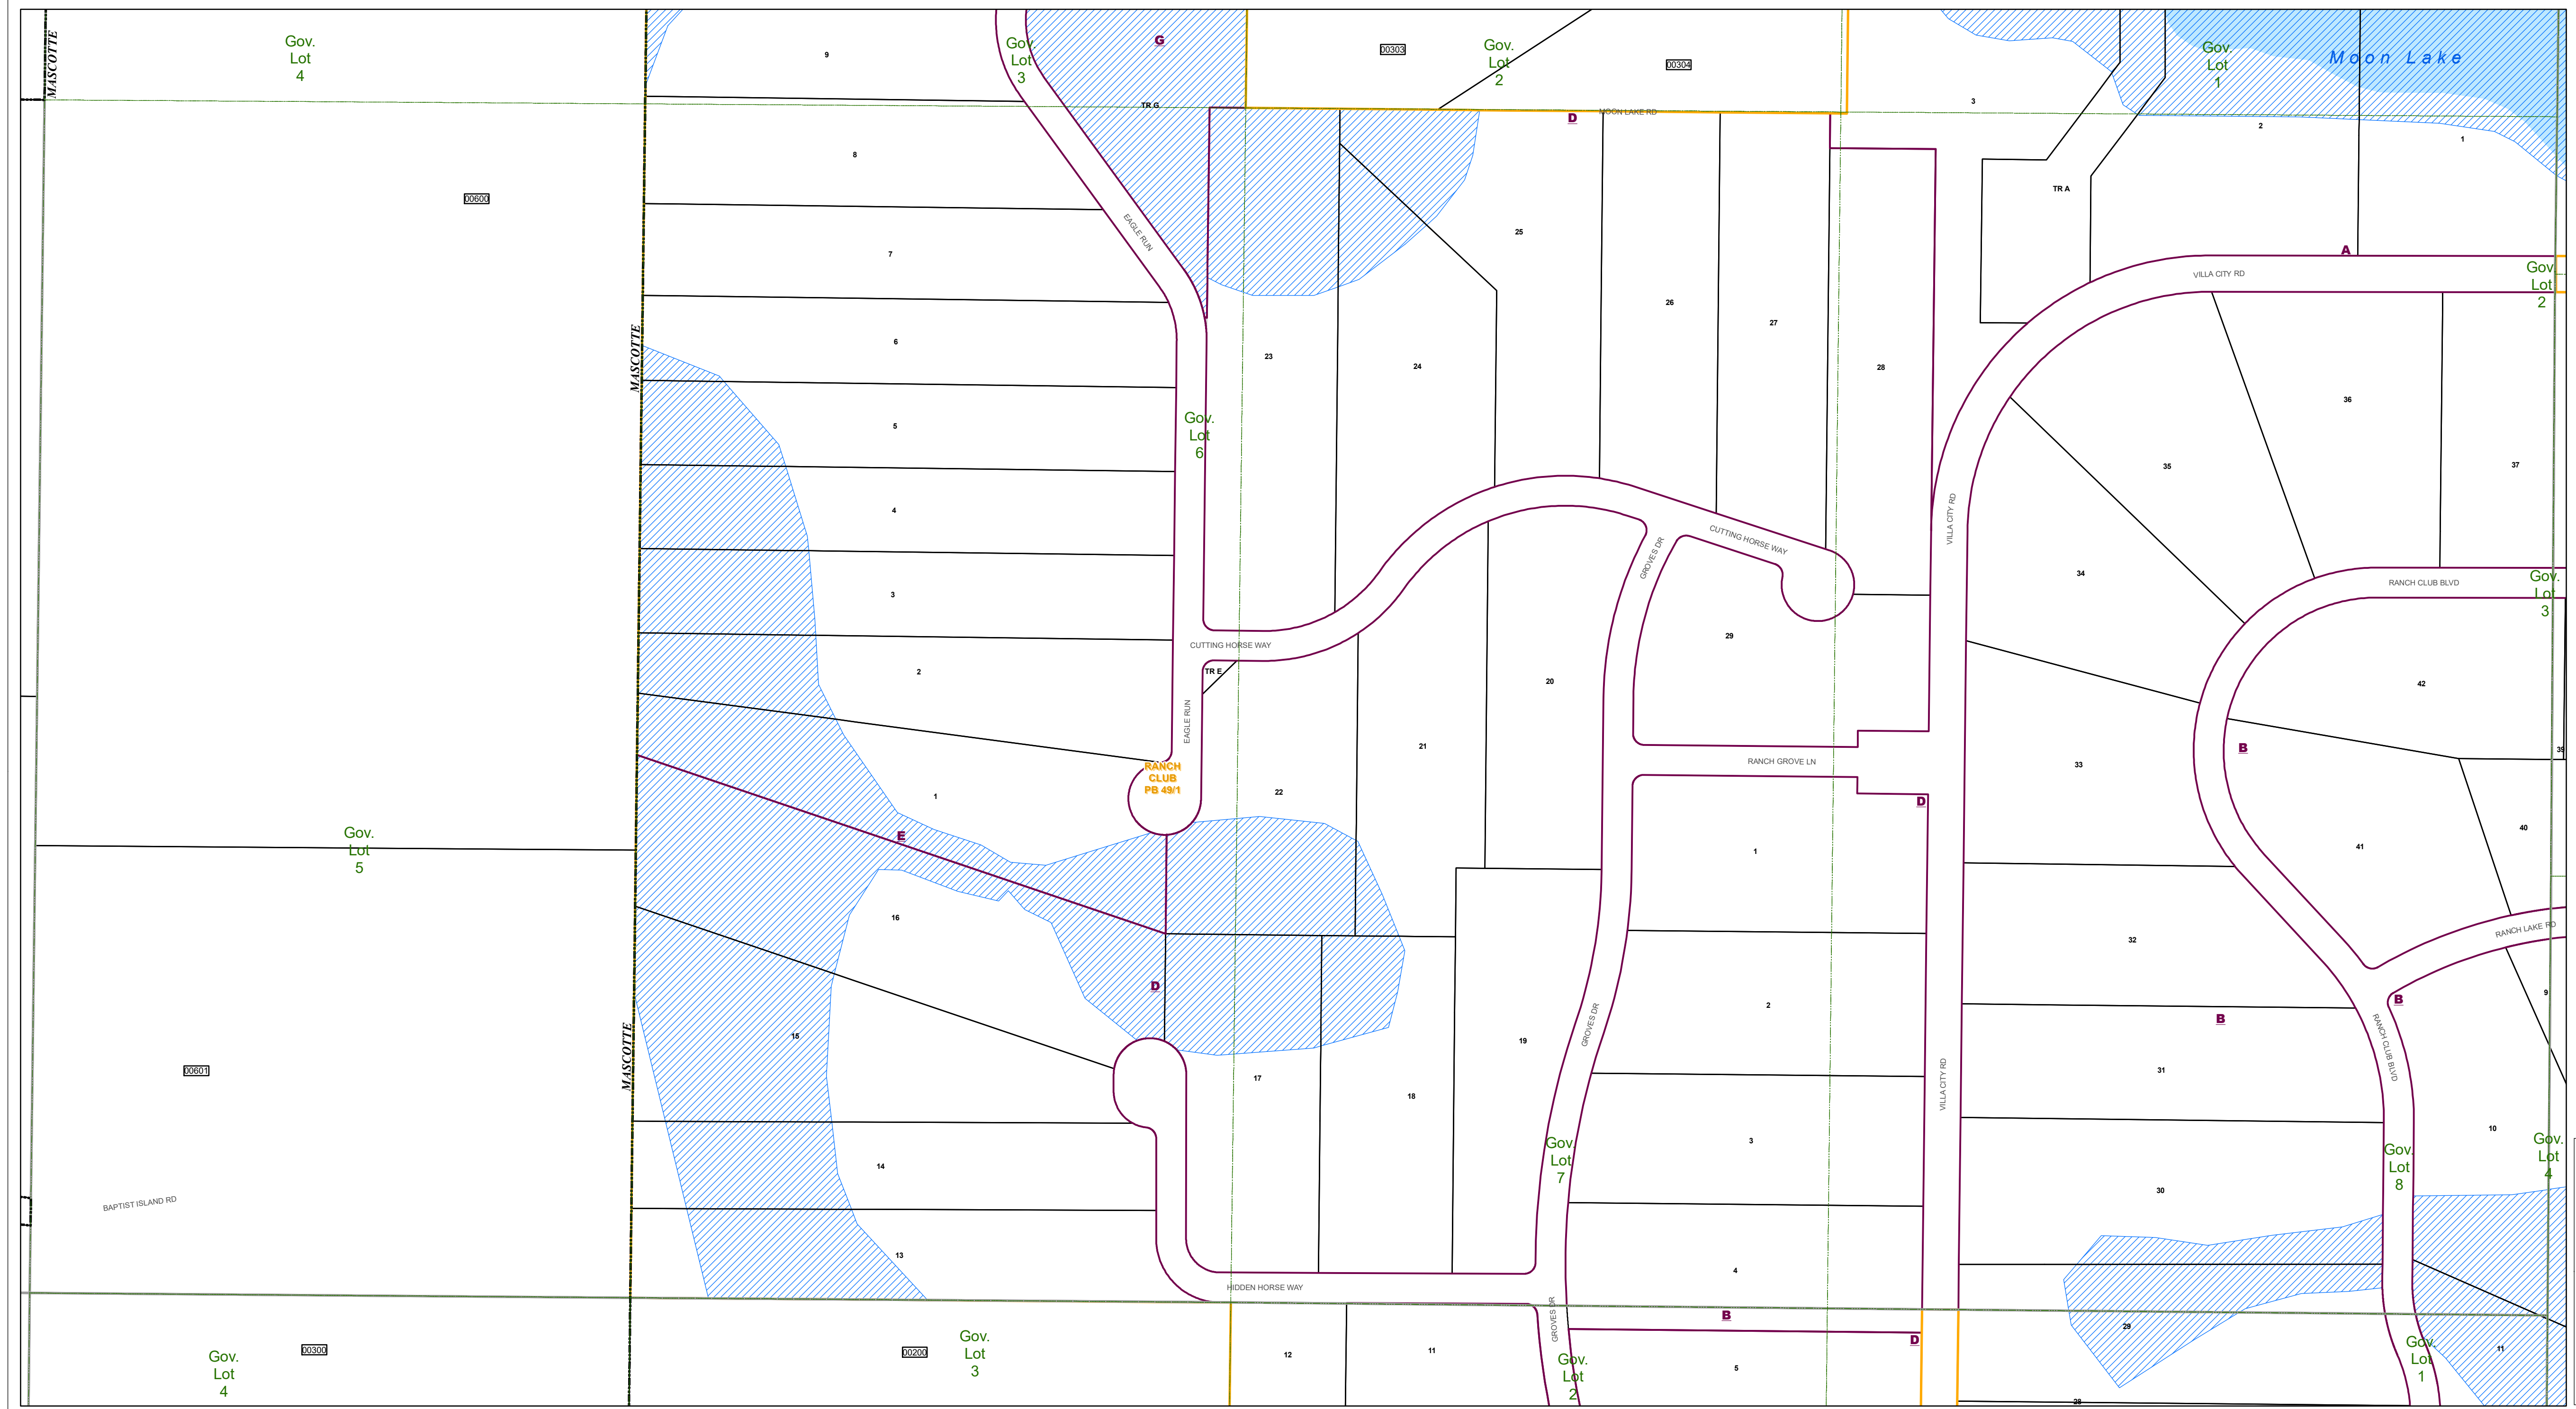 MASCOTTE
Gov.
Lot
4
9
Gov.
Lot
3
G
00303
Gov.
Lot
2
00304
Gov.
Lot
1
Moon Lake
TR G
MOON LAKE RD
D
3
2
1
8
00600
TR A
EAGLE RUN
25
7
A
VILLA CITY RD
Gov.
Lot
2
26
27
MASCOTTE
6
23
24
28
36
5
Gov.
Lot
6
35
37
4
VILLA CITY RD
CUTTING HORSE WAY
GROVES DR
34
RANCH CLUB BLVD
Gov.
Lot
3
3
29
CUTTING HORSE WAY
2
TR E
20
42
EAGLE RUN
21
B
39
RANCH
CLUB
PB 49/1
RANCH GROVE LN
33
1
22
D
Gov.
Lot
5
E
1
40
41
16
RANCH LAKE RD
32
D
2
B
B
9
15
GROVES DR
19
RANCH CLUB BLVD
MASCOTTE
00601
17
18
VILLA CITY RD
31
10
14
Gov.
Lot
7
3
Gov.
Lot
8
Gov.
Lot
4
30
BAPTIST ISLAND RD
13
4
HIDDEN HORSE WAY
GROVES DR
B
29
D
00300
Gov.
Lot
4
00200
Gov.
Lot
3
12
11
Gov.
Lot
2
5
Gov.
Lot
1
11
28